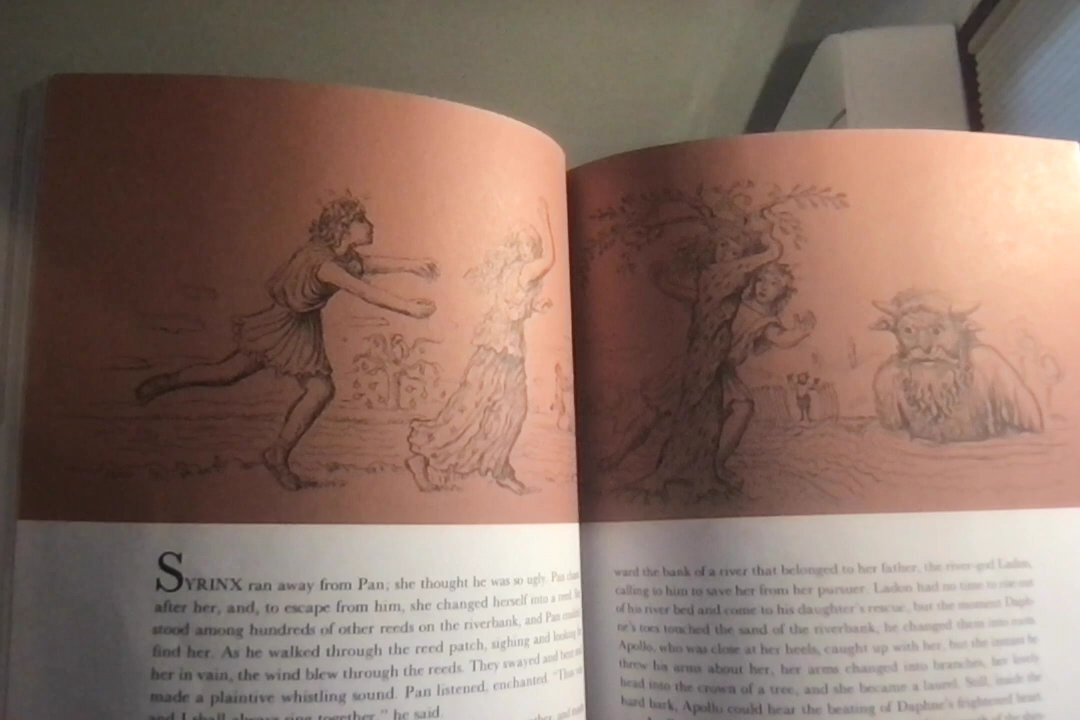 SYRINX ran away from Pan; she thought he was so ugly. Pan
after her, and, to escape from him, she changed herself into a reed.
stood among hundreds of other reeds on the riverbank, and Pan
find her. As he walked through the reed patch, sighing and looking
her in vain, the wind blew through the reeds. They swayed and
made a plaintive whistling sound. Pan listened, enchanted. "
and I shall always sing together," he said.
ward the bank of a river that belonged to her father, the river-god Ladon,
calling to him to save her from her pursuer. Ladon had no time to rise out
of his river bed and come to his daughter's rescue, but the moment Daph-
ne's toes touched the sand of the riverbank, he changed them into roots.
Apollo, who was close at her heels, caught up with her, but the instant he
threw his arms about her, her arms changed into branches, her lovely
head into the crown of a tree, and she became a laurel. Still, inside the
hard bark, Apollo could hear the beating of Daphne's frightened heart.